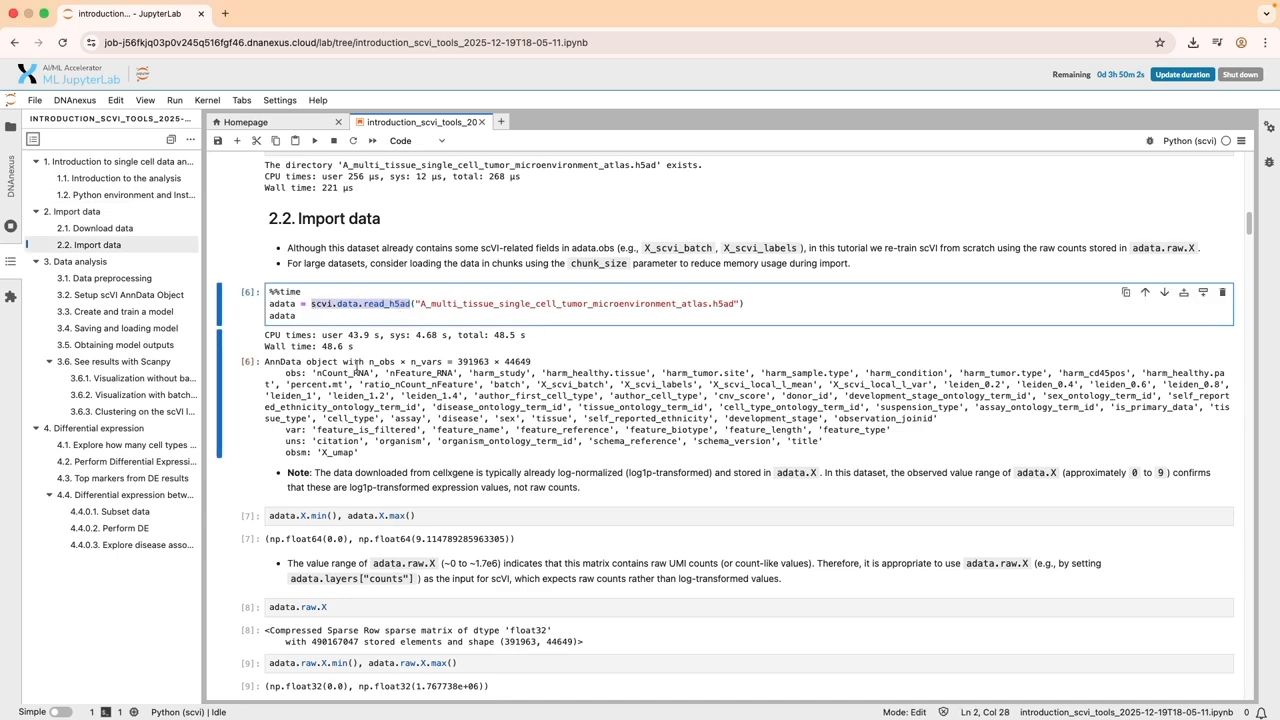 introduction... - JupyterLab
job-j56fkjq03p0v245q516fgf46.dnanexus.cloud/lab/tree/introduction_scvi_tools_2025-12-19T18-05-11.ipynb
AI/ML Accelerator
ML JupyterLab
Remaining 0d 3h 50m 2s Update duration Shut down
File DNAnexus Edit View Run Kernel Tabs Settings Help
INTRODUCTION_SCVI_TOOLS_2025-...
Homepage
introduction_scvi_tools_20
Code
Python (scvi)
DNAnexus
1. Introduction to single cell data an...
1.1. Introduction to the analysis
1.2. Python environment and Inst...
2. Import data
2.1. Download data
2.2. Import data
3. Data analysis
3.1. Data preprocessing
3.2. Setup scVI AnnData Object
3.3. Create and train a model
3.4. Saving and loading model
3.5. Obtaining model outputs
3.6. See results with Scanpy
3.6.1. Visualization without ba...
3.6.2. Visualization with batch...
3.6.3. Clustering on the scVI l...
4. Differential expression
4.1. Explore how many cell types ...
4.2. Perform Differential Expressi...
4.3. Top markers from DE results
4.4. Differential expression betw...
4.4.0.1. Subset data
4.4.0.2. Perform DE
4.4.0.3. Explore disease asso...
The directory 'A_multi_tissue_single_cell_tumor_microenvironment_atlas.h5ad' exists.
CPU times: user 256 µs, sys: 12 µs, total: 268 µs
Wall time: 221 µs
2.2. Import data
Although this dataset already contains some scVI-related fields in adata.obs (e.g., X_scvi_batch , X_scvi_labels ), in this tutorial we re-train scVI from scratch using the raw counts stored in adata.raw.X .
For large datasets, consider loading the data in chunks using the chunk_size parameter to reduce memory usage during import.
[6]: %%time
adata = scvi.data.read_h5ad("A_multi_tissue_single_cell_tumor_microenvironment_atlas.h5ad")
adata
CPU times: user 43.9 s, sys: 4.68 s, total: 48.5 s
Wall time: 48.6 s
[6]: AnnData object with n_obs × n_vars = 391963 × 44649
obs: 'nCount_RNA', 'nFeature_RNA', 'harm_study', 'harm_healthy.tissue', 'harm_tumor.site', 'harm_sample.type', 'harm_condition', 'harm_tumor.type', 'harm_cd45pos', 'harm_healthy.pa
t', 'percent.mt', 'ratio_nCount_nFeature', 'batch', 'X_scvi_batch', 'X_scvi_labels', 'X_scvi_local_l_mean', 'X_scvi_local_l_var', 'leiden_0.2', 'leiden_0.4', 'leiden_0.6', 'leiden_0.8',
'leiden_1', 'leiden_1.2', 'leiden_1.4', 'author_first_cell_type', 'author_cell_type', 'cnv_score', 'donor_id', 'development_stage_ontology_term_id', 'sex_ontology_term_id', 'self_report
ed_ethnicity_ontology_term_id', 'disease_ontology_term_id', 'tissue_ontology_term_id', 'cell_type_ontology_term_id', 'suspension_type', 'assay_ontology_term_id', 'is_primary_data', 'tis
sue_type', 'cell_type', 'assay', 'disease', 'sex', 'tissue', 'self_reported_ethnicity', 'development_stage', 'observation_joinid'
var: 'feature_is_filtered', 'feature_name', 'feature_reference', 'feature_biotype', 'feature_length', 'feature_type'
uns: 'citation', 'organism', 'organism_ontology_term_id', 'schema_reference', 'schema_version', 'title'
obsm: 'X_umap'
Note: The data downloaded from cellxgene is typically already log-normalized (log1p-transformed) and stored in adata.X . In this dataset, the observed value range of adata.X (approximately 0 to 9 ) confirms
that these are log1p-transformed expression values, not raw counts.
[7]: adata.X.min(), adata.X.max()
[7]: (np.float64(0.0), np.float64(9.114789285963305))
The value range of adata.raw.X (~0 to ~1.7e6) indicates that this matrix contains raw UMI counts (or count-like values). Therefore, it is appropriate to use adata.raw.X (e.g., by setting
adata.layers["counts"] ) as the input for scVI, which expects raw counts rather than log-transformed values.
[8]: adata.raw.X
[8]: <Compressed Sparse Row sparse matrix of dtype 'float32'
with 490167047 stored elements and shape (391963, 44649)>
[9]: adata.raw.X.min(), adata.raw.X.max()
[9]: (np.float32(0.0), np.float32(1.767738e+06))
Simple 1 1 Python (scvi) | Idle
Mode: Edit Ln 2, Col 28 introduction_scvi_tools_2025-12-19T18-05-11.ipynb 0